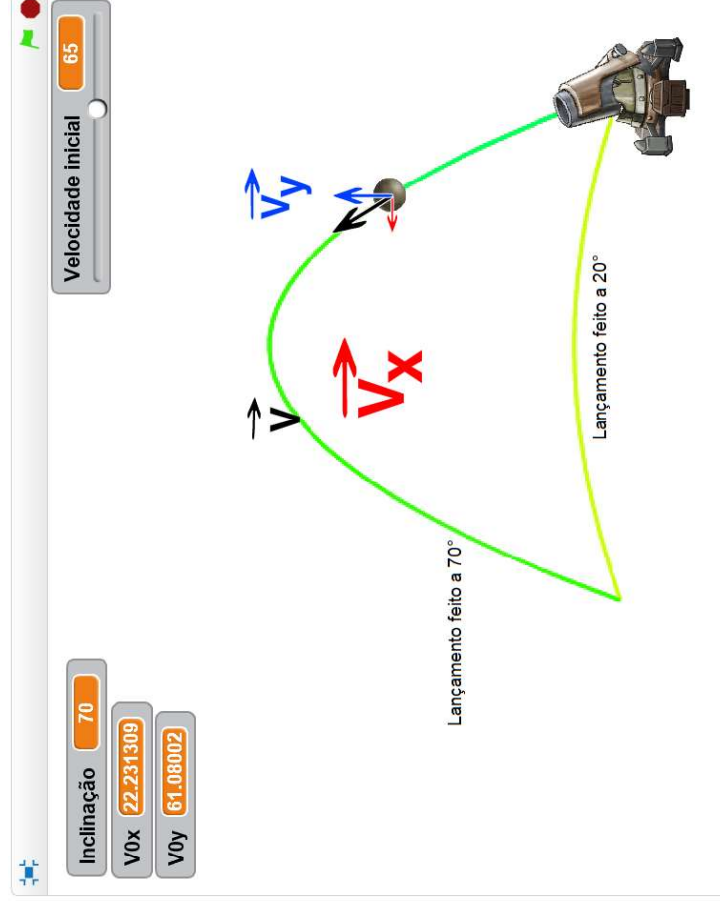 Velocidade inicial 65
Inclinação 70
V0x 22.231309
V0y 61.08002
V
Vy
Vx
Lançamento feito a 70°
Lançamento feito a 20°